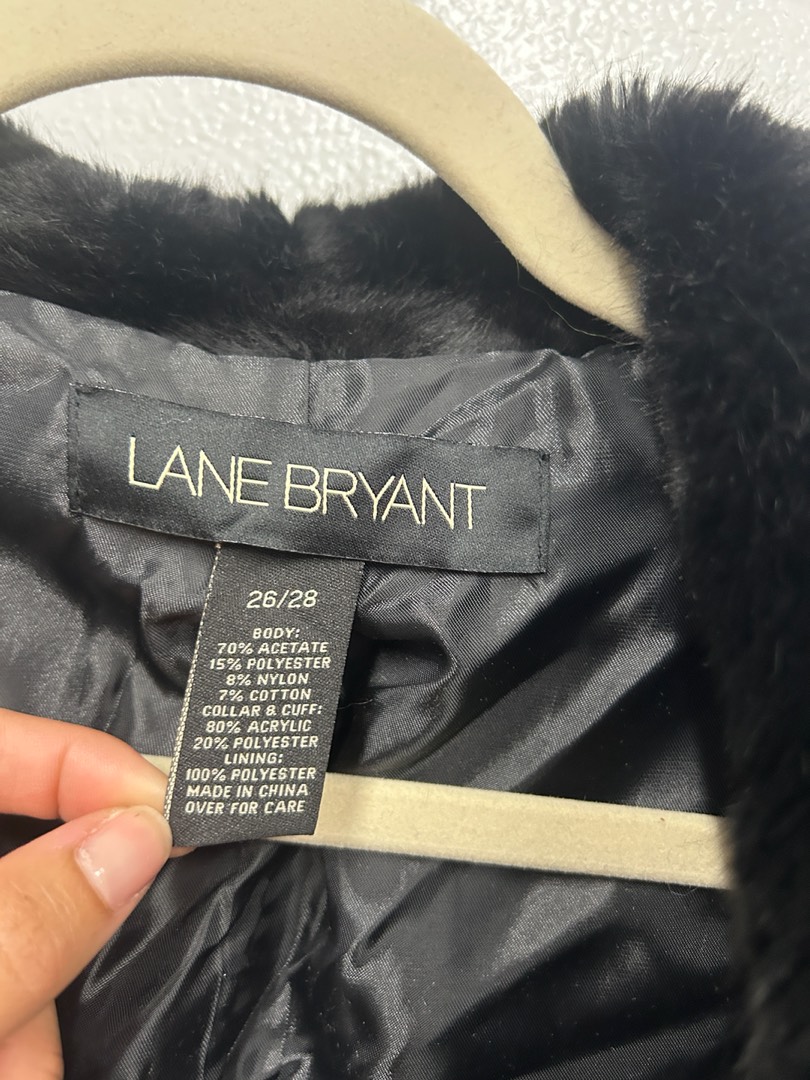 LANE BRYANT
26/28
BODY:
70% ACETATE
15% POLYESTER
8% NYLON
7% COTTON
COLLAR & CUFF:
80% ACRYLIC
20% POLYESTER
LINING:
100% POLYESTER
MADE IN CHINA
OVER FOR CARE